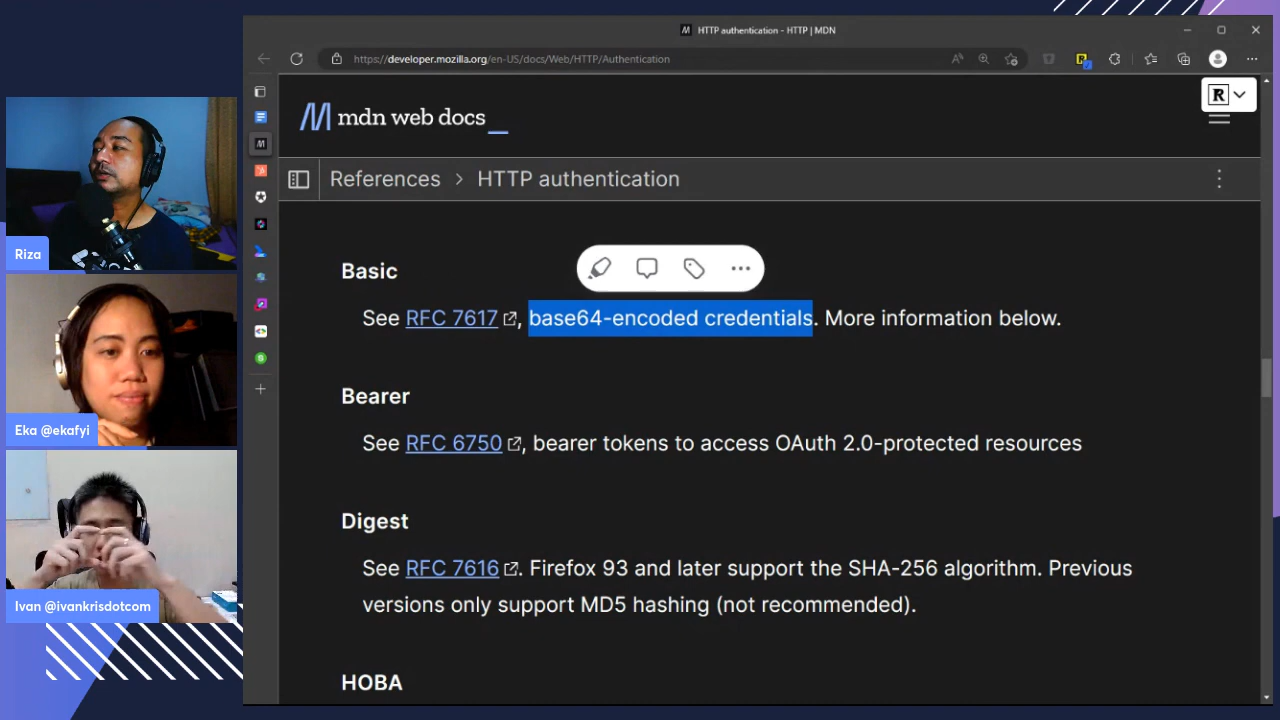 HTTP authentication - HTTP | MDN
https://developer.mozilla.org/en-US/docs/Web/HTTP/Authentication
mdn web docs_
R
References > HTTP authentication
Basic
See RFC 7617, base64-encoded credentials. More information below.
Bearer
See RFC 6750, bearer tokens to access OAuth 2.0-protected resources
Digest
See RFC 7616. Firefox 93 and later support the SHA-256 algorithm. Previous
versions only support MD5 hashing (not recommended).
HOBA
Riza
Eka @ekafyi
Ivan @ivankrisdotcom